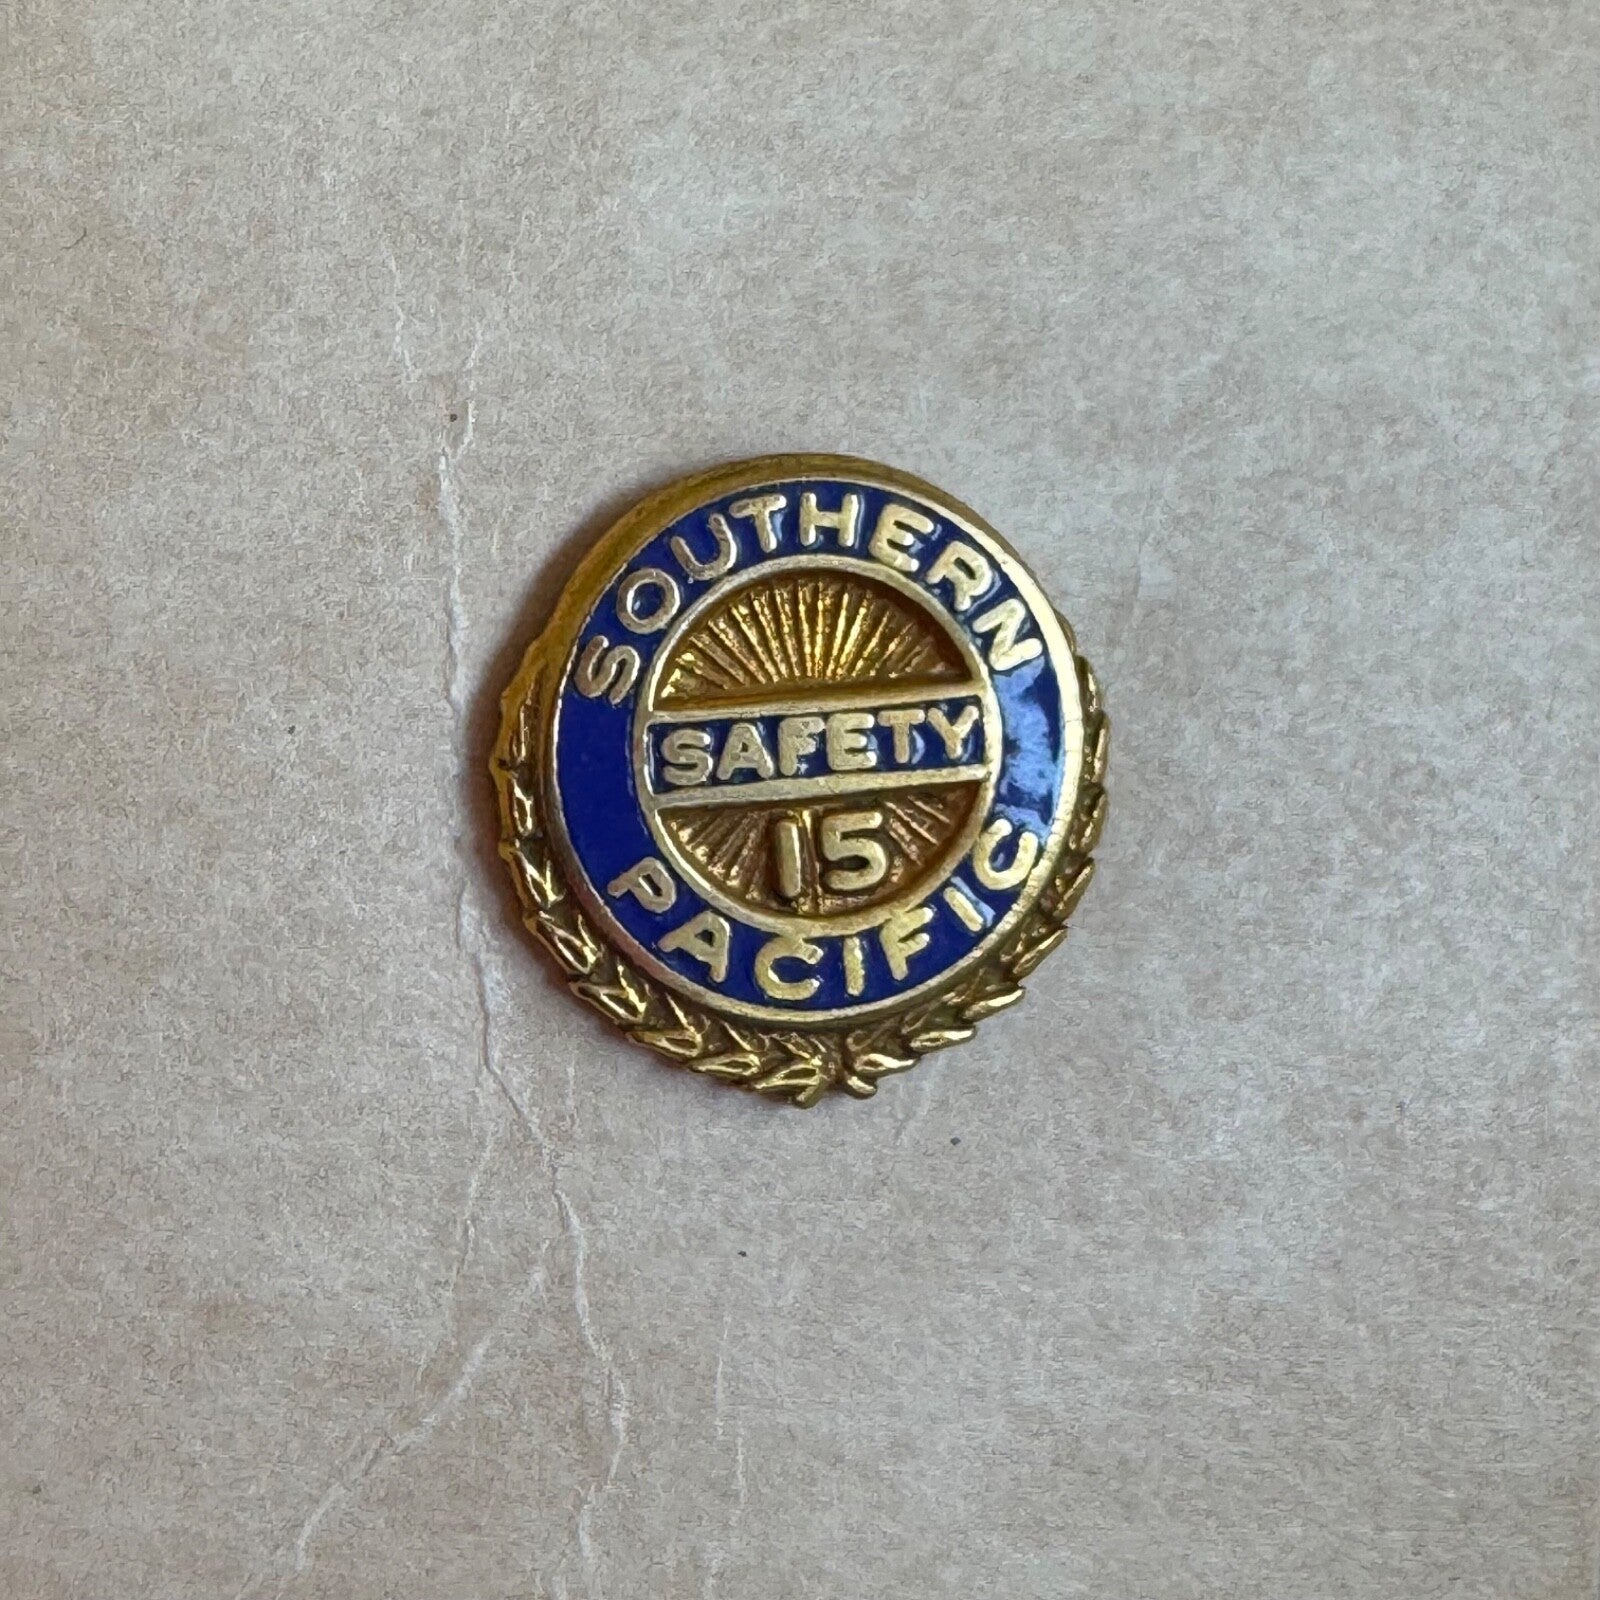 SOUTHERN
SAFETY
15
PACIFIC